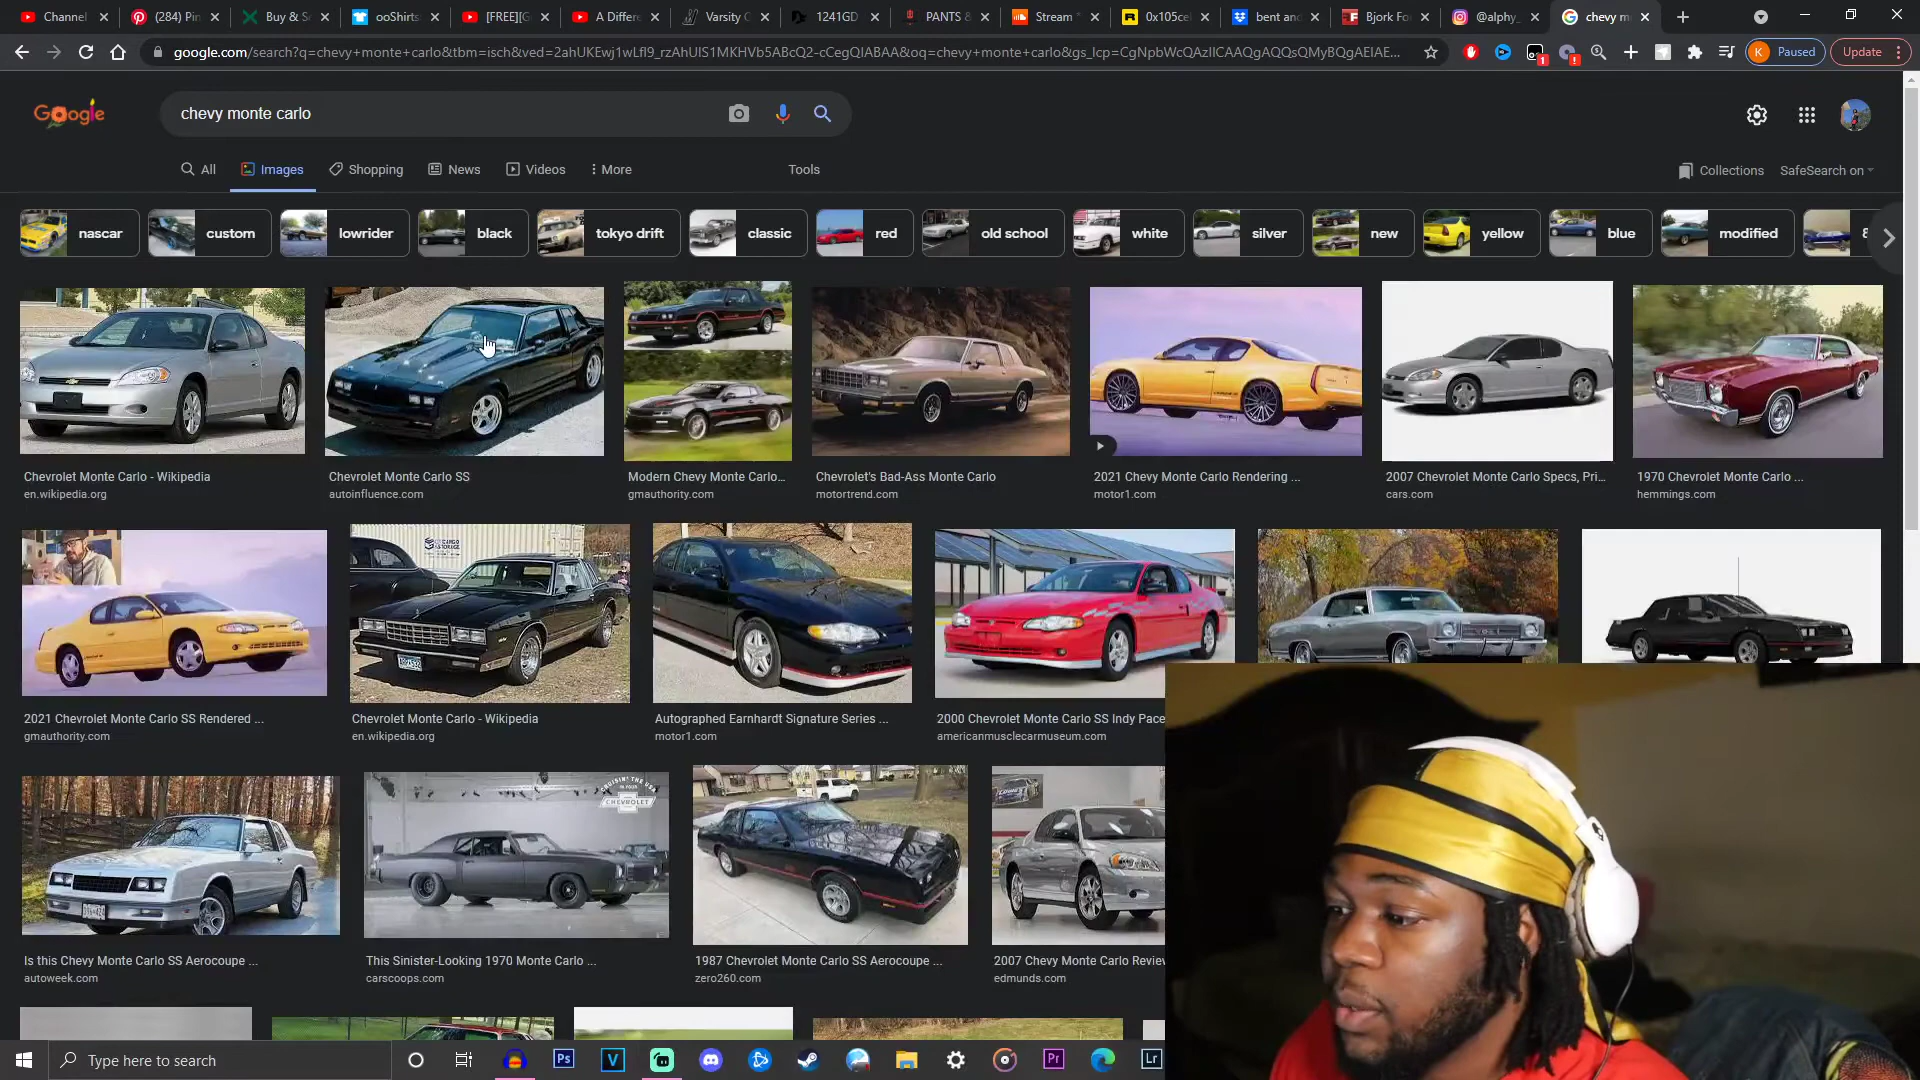 Channel
(284) Pin
Buy & Se
ooShirts
[FREE][G
A Differe
Varsity C
1241GD
PANTS &
Stream
0x105ce
bent and
Bjork Fo
@alphy_
chevy m
google.com/search?q=chevy+monte+carlo&tbm=isch&ved=2ahUKEwj1wLfl9_rzAhUIS1MKHVb5ABcQ2-cCegQIABAA&oq=chevy+monte+carlo&gs_lcp=CgNpbWcQAzIICAAQgAQQsQMyBQgAEIAE...
1
K Paused
Update
Google
chevy monte carlo
All
Images
Shopping
News
Videos
More
Tools
Collections
SafeSearch on
nascar
custom
lowrider
black
tokyo drift
classic
red
old school
white
silver
new
yellow
blue
modified
Chevrolet Monte Carlo - Wikipedia
en.wikipedia.org
Chevrolet Monte Carlo SS
autoinfluence.com
Modern Chevy Monte Carlo...
gmauthority.com
Chevrolet's Bad-Ass Monte Carlo
motortrend.com
2021 Chevy Monte Carlo Rendering ...
motor1.com
2007 Chevrolet Monte Carlo Specs, Pri...
cars.com
1970 Chevrolet Monte Carlo ...
hemmings.com
2021 Chevrolet Monte Carlo SS Rendered ...
gmauthority.com
Chevrolet Monte Carlo - Wikipedia
en.wikipedia.org
Autographed Earnhardt Signature Series ...
motor1.com
2000 Chevrolet Monte Carlo SS Indy Pace
americanmusclecarmuseum.com
CHEVROLET
Is this Chevy Monte Carlo SS Aerocoupe ...
autoweek.com
This Sinister-Looking 1970 Monte Carlo ...
carscoops.com
1987 Chevrolet Monte Carlo SS Aerocoupe ...
zero260.com
2007 Chevy Monte Carlo Review
edmunds.com
Type here to search
Ps
V
Pr
Lr